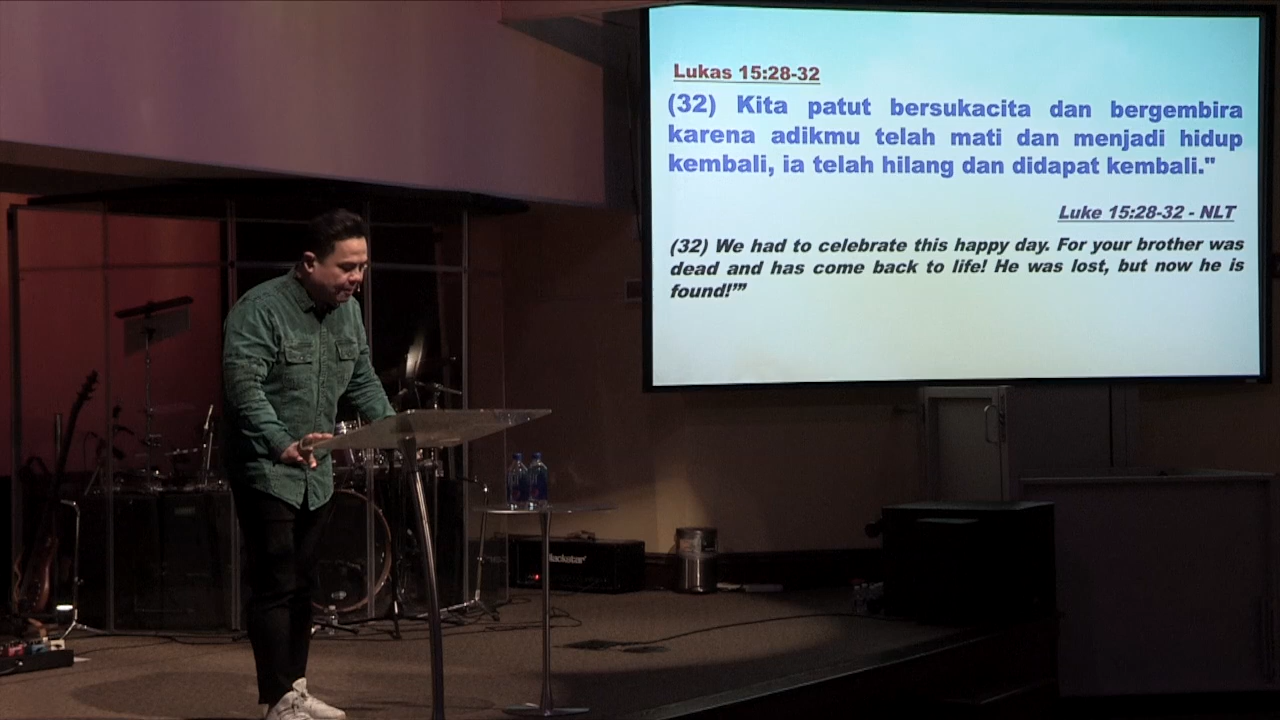 Lukas 15:28-32
(32) Kita patut bersukacita dan bergembira
karena adikmu telah mati dan menjadi hidup
kembali, ia telah hilang dan didapat kembali."
Luke 15:28-32 - NLT
(32) We had to celebrate this happy day. For your brother was
dead and has come back to life! He was lost, but now he is
found!’”
Blackstar